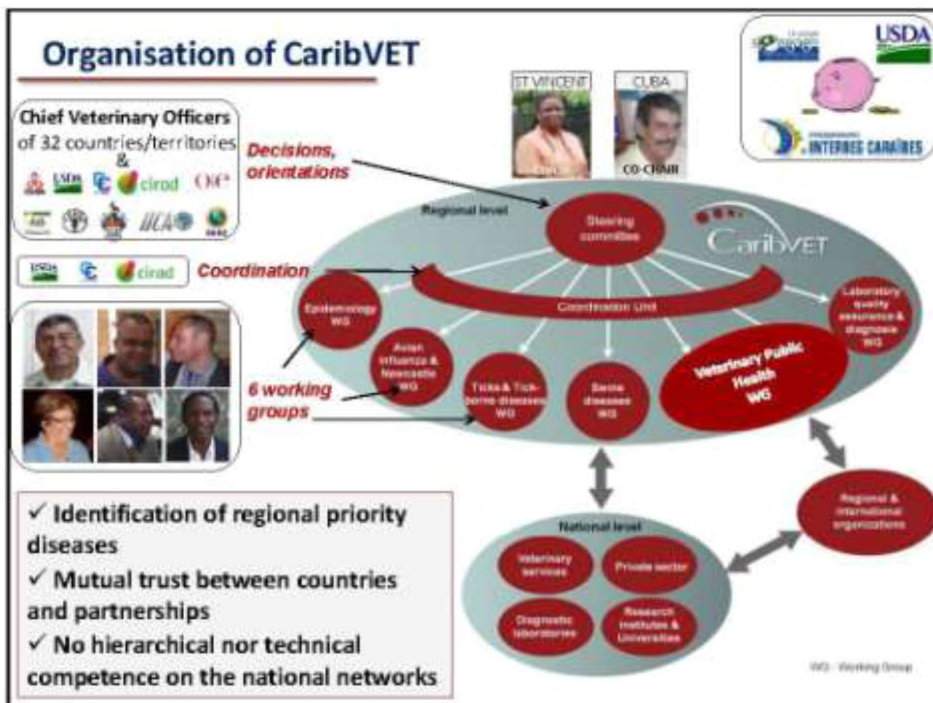 Organisation of CaribVET
USDA
INTERREG CARAÏBES
ST VINCENT
CUBA
CO-CHAIR
Chief Veterinary Officers
of 32 countries/territories
&
USDA
cirad
Decisions,
orientations
Regional level
Steering
committee
CaribVET
USDA
cirad
Coordination
Coordination Unit
Epidemiology
WG
Avian
Influenza &
Newcastle
WG
Ticks & Tick-
borne diseases
WG
Swine
diseases
WG
Veterinary Public
Health
WG
Laboratory
quality
assurance &
diagnosis
WG
6 working
groups
Regional &
international
organizations
National level
Veterinary
services
Private sector
Diagnostic
laboratories
Research
Institutes &
Universities
✓ Identification of regional priority
diseases
✓ Mutual trust between countries
and partnerships
✓ No hierarchical nor technical
competence on the national networks
WG : Working Group